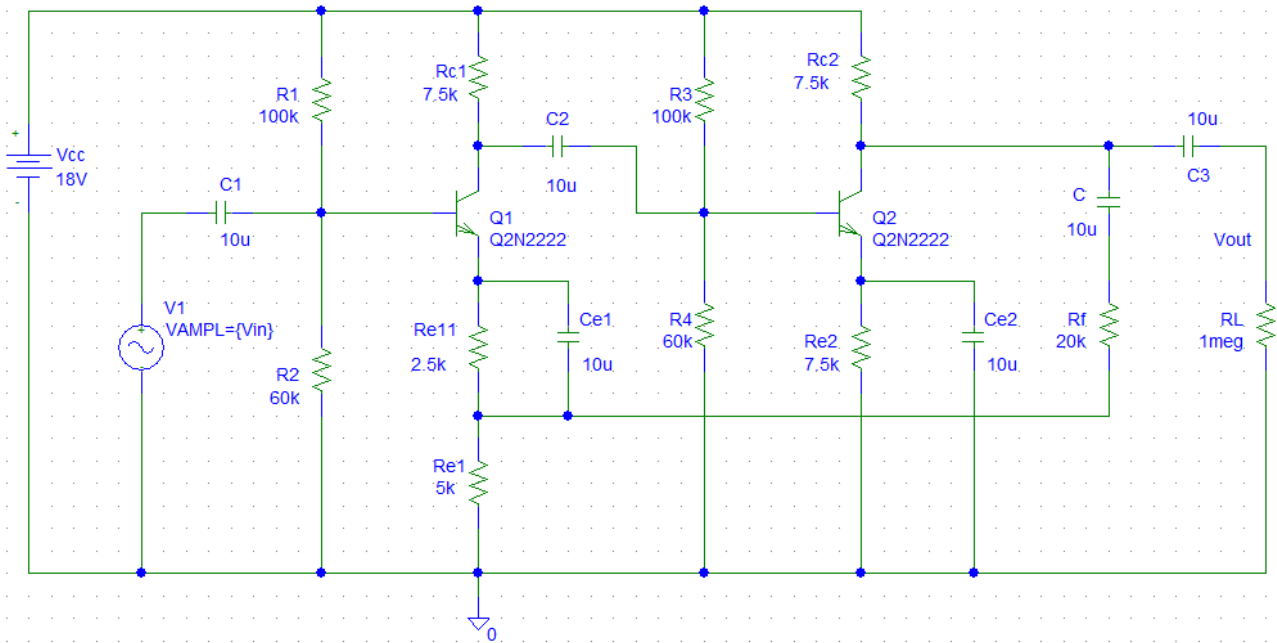 Rc1
7.5k
Rc2
7.5k
R1
100k
R3
100k
+
Vcc
18V
-
C2
10u
10u
C3
C1
10u
Q1
Q2N2222
Q2
Q2N2222
C
10u
Vout
V1
VAMPL={Vin}
+
R2
60k
Re11
2.5k
Ce1
10u
R4
60k
Re2
7.5k
Ce2
10u
Rf
20k
RL
1meg
Re1
5k
0